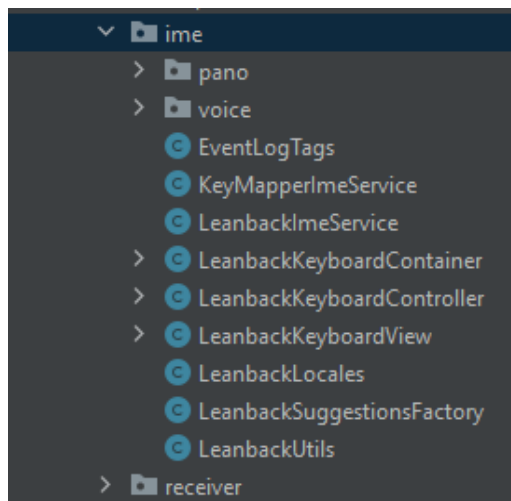 ime
pano
voice
C EventLogTags
C KeyMapperImeService
C LeanbackImeService
C LeanbackKeyboardContainer
C LeanbackKeyboardController
C LeanbackKeyboardView
C LeanbackLocales
C LeanbackSuggestionsFactory
C LeanbackUtils
receiver